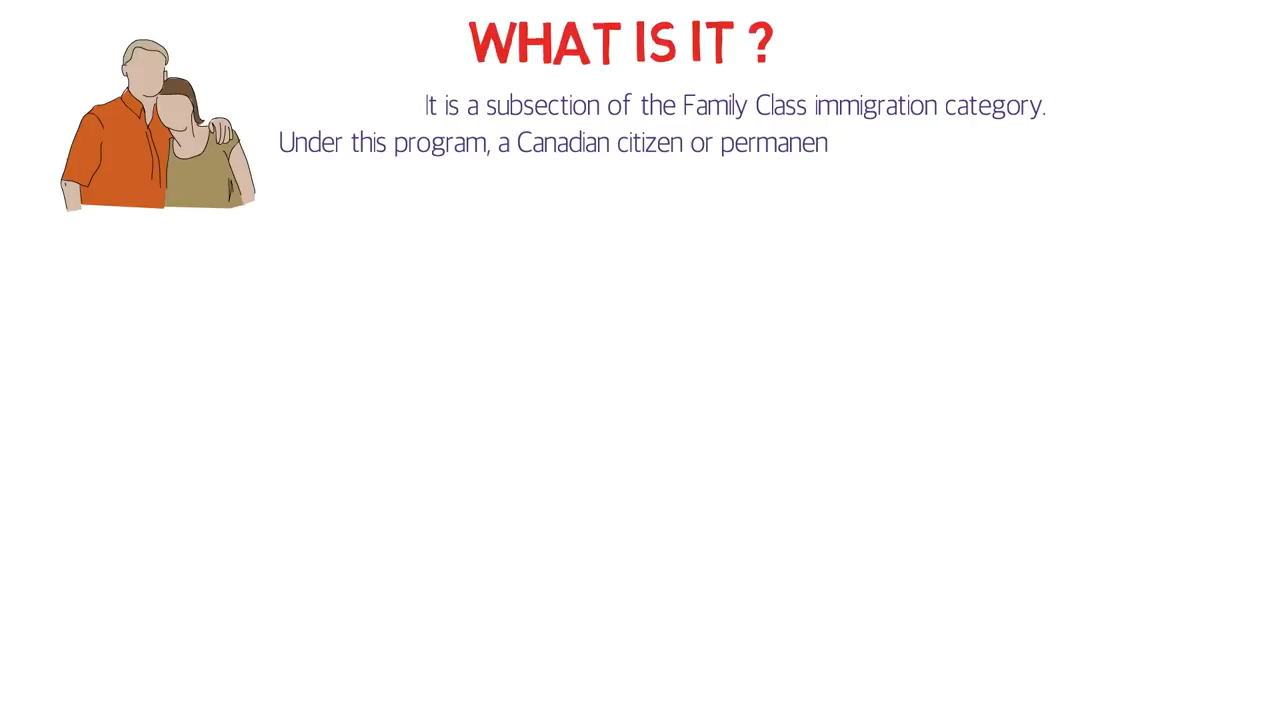 WHAT IS IT ?
It is a subsection of the Family Class immigration category.
Under this program, a Canadian citizen or permanen